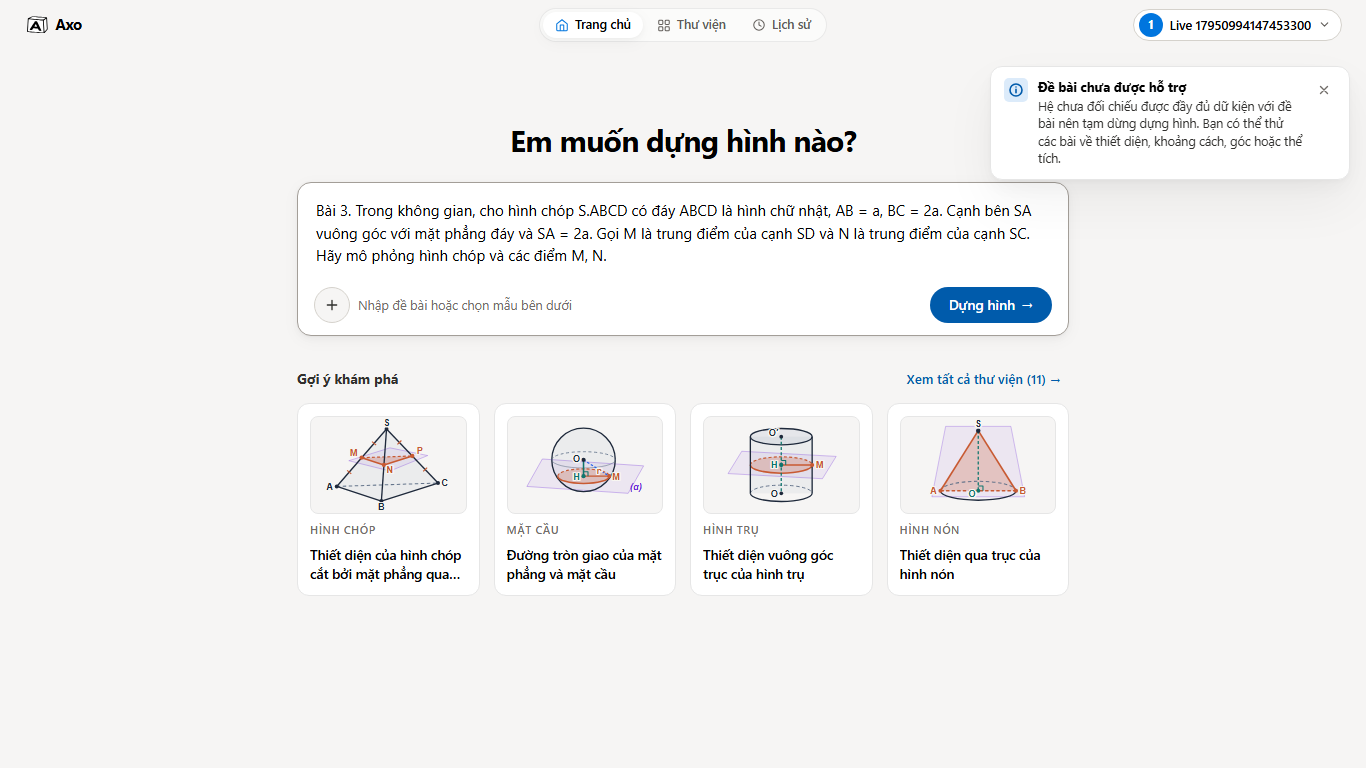 Axo
Trang chủ
Thư viện
Lịch sử
1
Live 17950994147453300
Đề bài chưa được hỗ trợ
Hệ chưa đối chiếu được đầy đủ dữ kiện với đề
bài nên tạm dừng dựng hình. Bạn có thể thử
các bài về thiết diện, khoảng cách, góc hoặc thể
tích.
Em muốn dựng hình nào?
Bài 3. Trong không gian, cho hình chóp S.ABCD có đáy ABCD là hình chữ nhật, AB = a, BC = 2a. Cạnh bên SA
vuông góc với mặt phẳng đáy và SA = 2a. Gọi M là trung điểm của cạnh SD và N là trung điểm của cạnh SC.
Hãy mô phỏng hình chóp và các điểm M, N.
Nhập đề bài hoặc chọn mẫu bên dưới
Dựng hình →
Gợi ý khám phá
Xem tất cả thư viện (11) →
S
M
P
N
A
C
B
HÌNH CHÓP
Thiết diện của hình chóp
cắt bởi mặt phẳng qua...
O
r
H
M
(α)
MẶT CẦU
Đường tròn giao của mặt
phẳng và mặt cầu
O'
H
M
O
HÌNH TRỤ
Thiết diện vuông góc
trục của hình trụ
S
A
O
B
HÌNH NÓN
Thiết diện qua trục của
hình nón